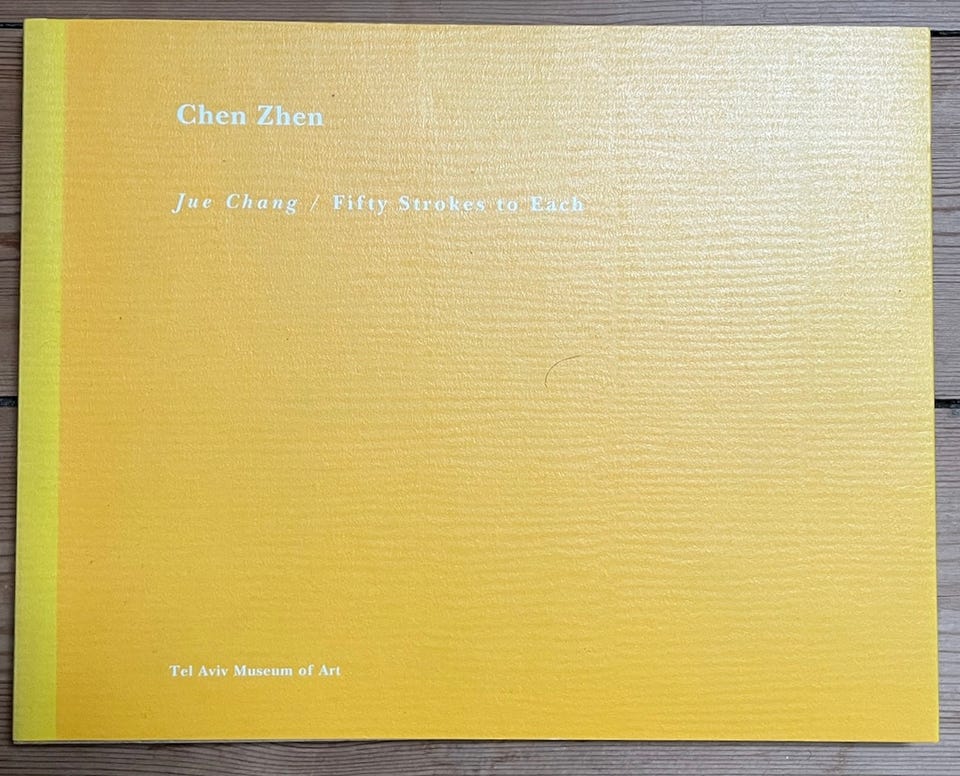 Chen Zhen
Jue Chang / Fifty Strokes to Each
Tel Aviv Museum of Art